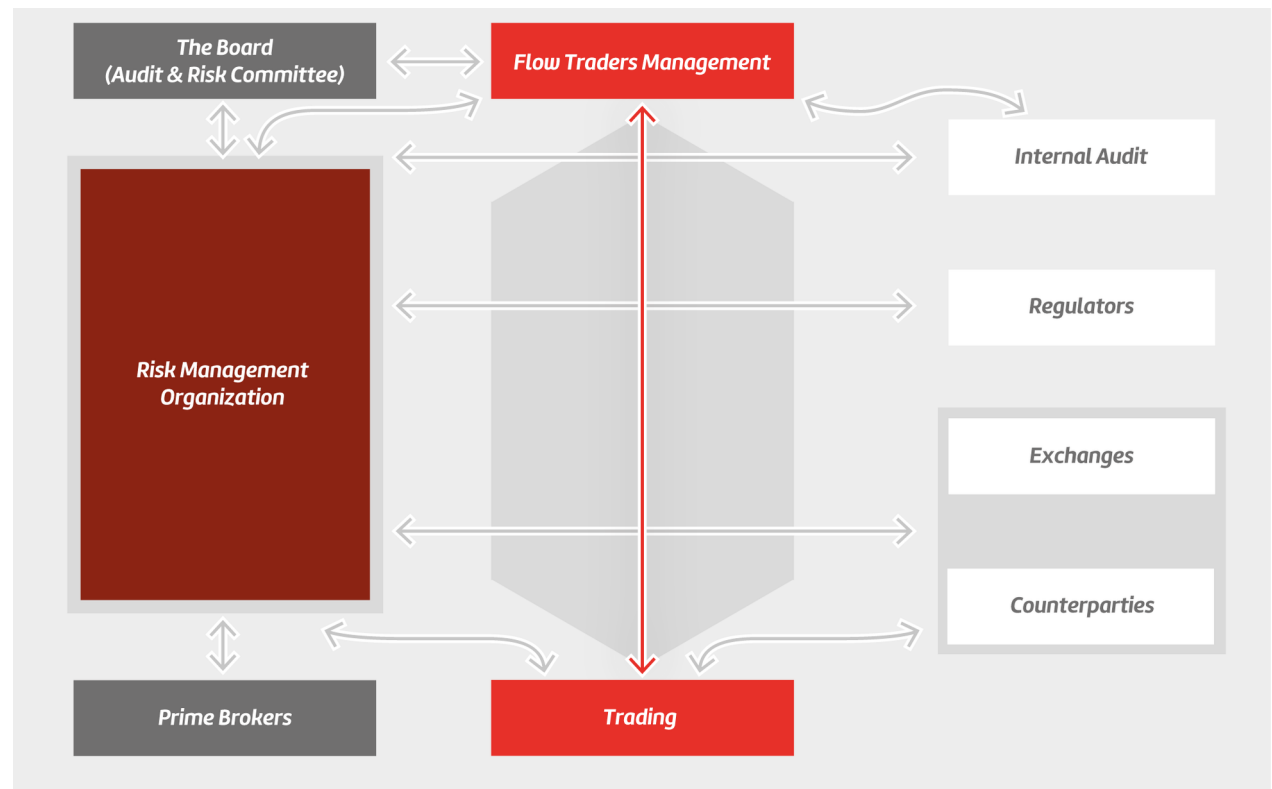 The Board
(Audit & Risk Committee)
Flow Traders Management
Internal Audit
Regulators
Risk Management
Organization
Exchanges
Counterparties
Prime Brokers
Trading